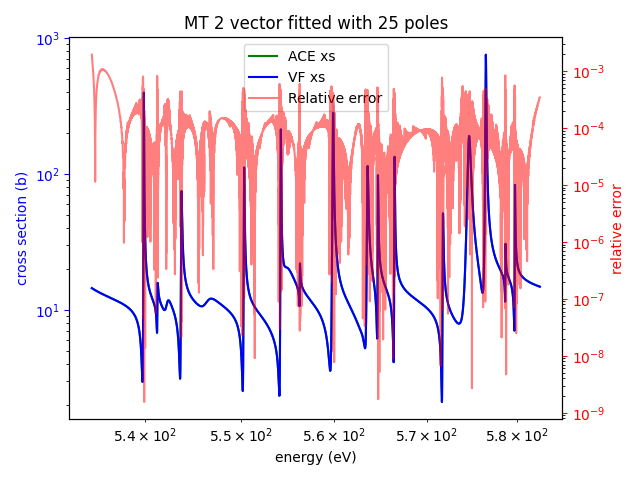 MT 2 vector fitted with 25 poles
ACE xs
VF xs
Relative error
cross section (b)
10³
10²
10¹
10⁻³
10⁻⁴
10⁻⁵
10⁻⁶
10⁻⁷
10⁻⁸
10⁻⁹
relative error
5.4 × 10² 5.5 × 10² 5.6 × 10² 5.7 × 10² 5.8 × 10²
energy (eV)